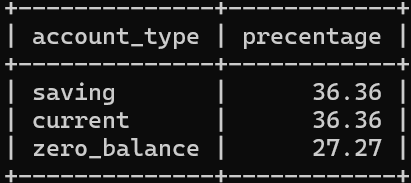 +--------------+------------+
| account_type | precentage |
+--------------+------------+
| saving       |      36.36 |
| current      |      36.36 |
| zero_balance |      27.27 |
+--------------+------------+